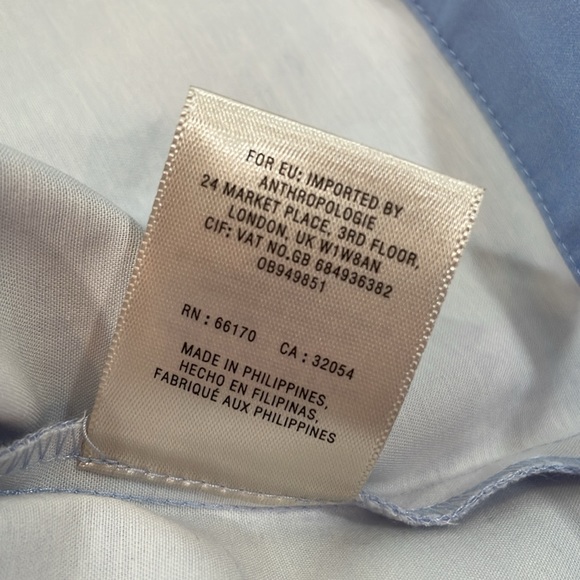 FOR EU: IMPORTED BY
ANTHROPOLOGIE
24 MARKET PLACE, 3RD FLOOR,
LONDON, UK W1W8AN
CIF: VAT NO.GB 684936382
OB949851
RN : 66170 CA : 32054
MADE IN PHILIPPINES,
HECHO EN FILIPINAS,
FABRIQUÉ AUX PHILIPPINES